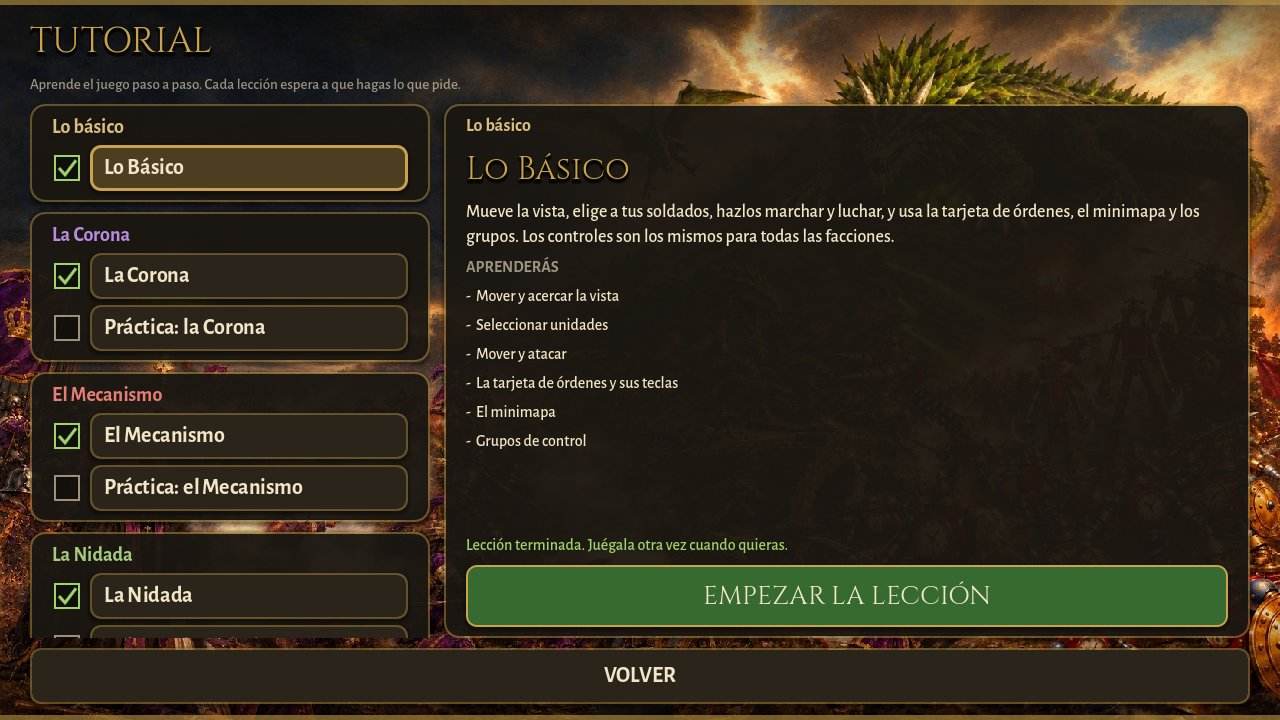 TUTORIAL
Aprende el juego paso a paso. Cada lección espera a que hagas lo que pide.
Lo básico
Lo Básico
La Corona
La Corona
Práctica: la Corona
El Mecanismo
El Mecanismo
Práctica: el Mecanismo
La Nidada
La Nidada
Lo básico
Lo Básico
Mueve la vista, elige a tus soldados, hazlos marchar y luchar, y usa la tarjeta de órdenes, el minimapa y los
grupos. Los controles son los mismos para todas las facciones.
APRENDERÁS
- Mover y acercar la vista
- Seleccionar unidades
- Mover y atacar
- La tarjeta de órdenes y sus teclas
- El minimapa
- Grupos de control
Lección terminada. Juégala otra vez cuando quieras.
EMPEZAR LA LECCIÓN
VOLVER